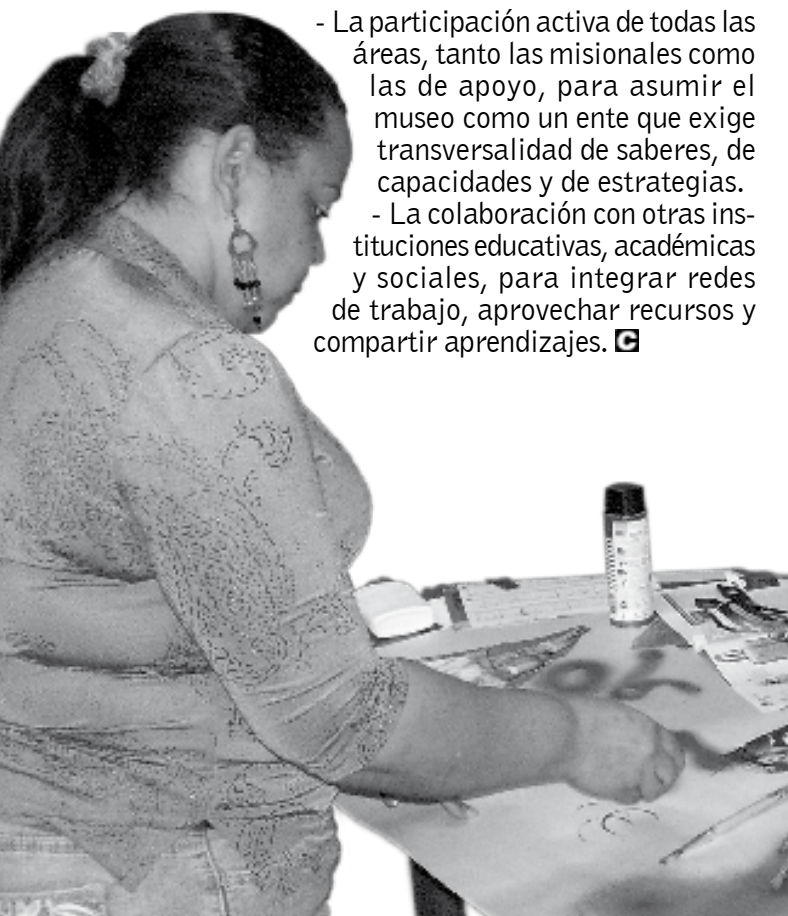 - La participación activa de todas las
áreas, tanto las misionales como
las de apoyo, para asumir el
museo como un ente que exige
transversalidad de saberes, de
capacidades y de estrategias.
- La colaboración con otras ins-
tituciones educativas, académicas
y sociales, para integrar redes
de trabajo, aprovechar recursos y
compartir aprendizajes. C